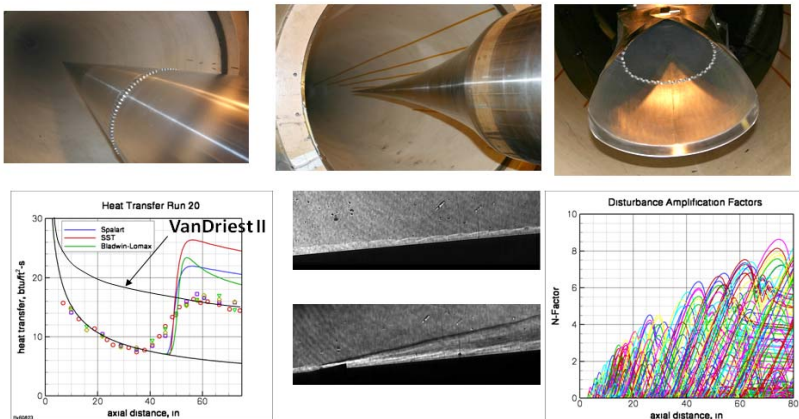 Heat Transfer Run 20
VanDriest II
Spalart
SST
Bladwin-Lomax
heat transfer, btu/ft²-s
30
20
10
0
0 20 40 60
axial distance, in
Disturbance Amplification Factors
N-Factor
10
8
6
4
2
0
0 20 40 60 80
axial distance, in